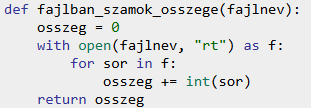 def fajlban_szamok_osszege(fajlnev):
    osszeg = 0
    with open(fajlnev, "rt") as f:
        for sor in f:
            osszeg += int(sor)
    return osszeg